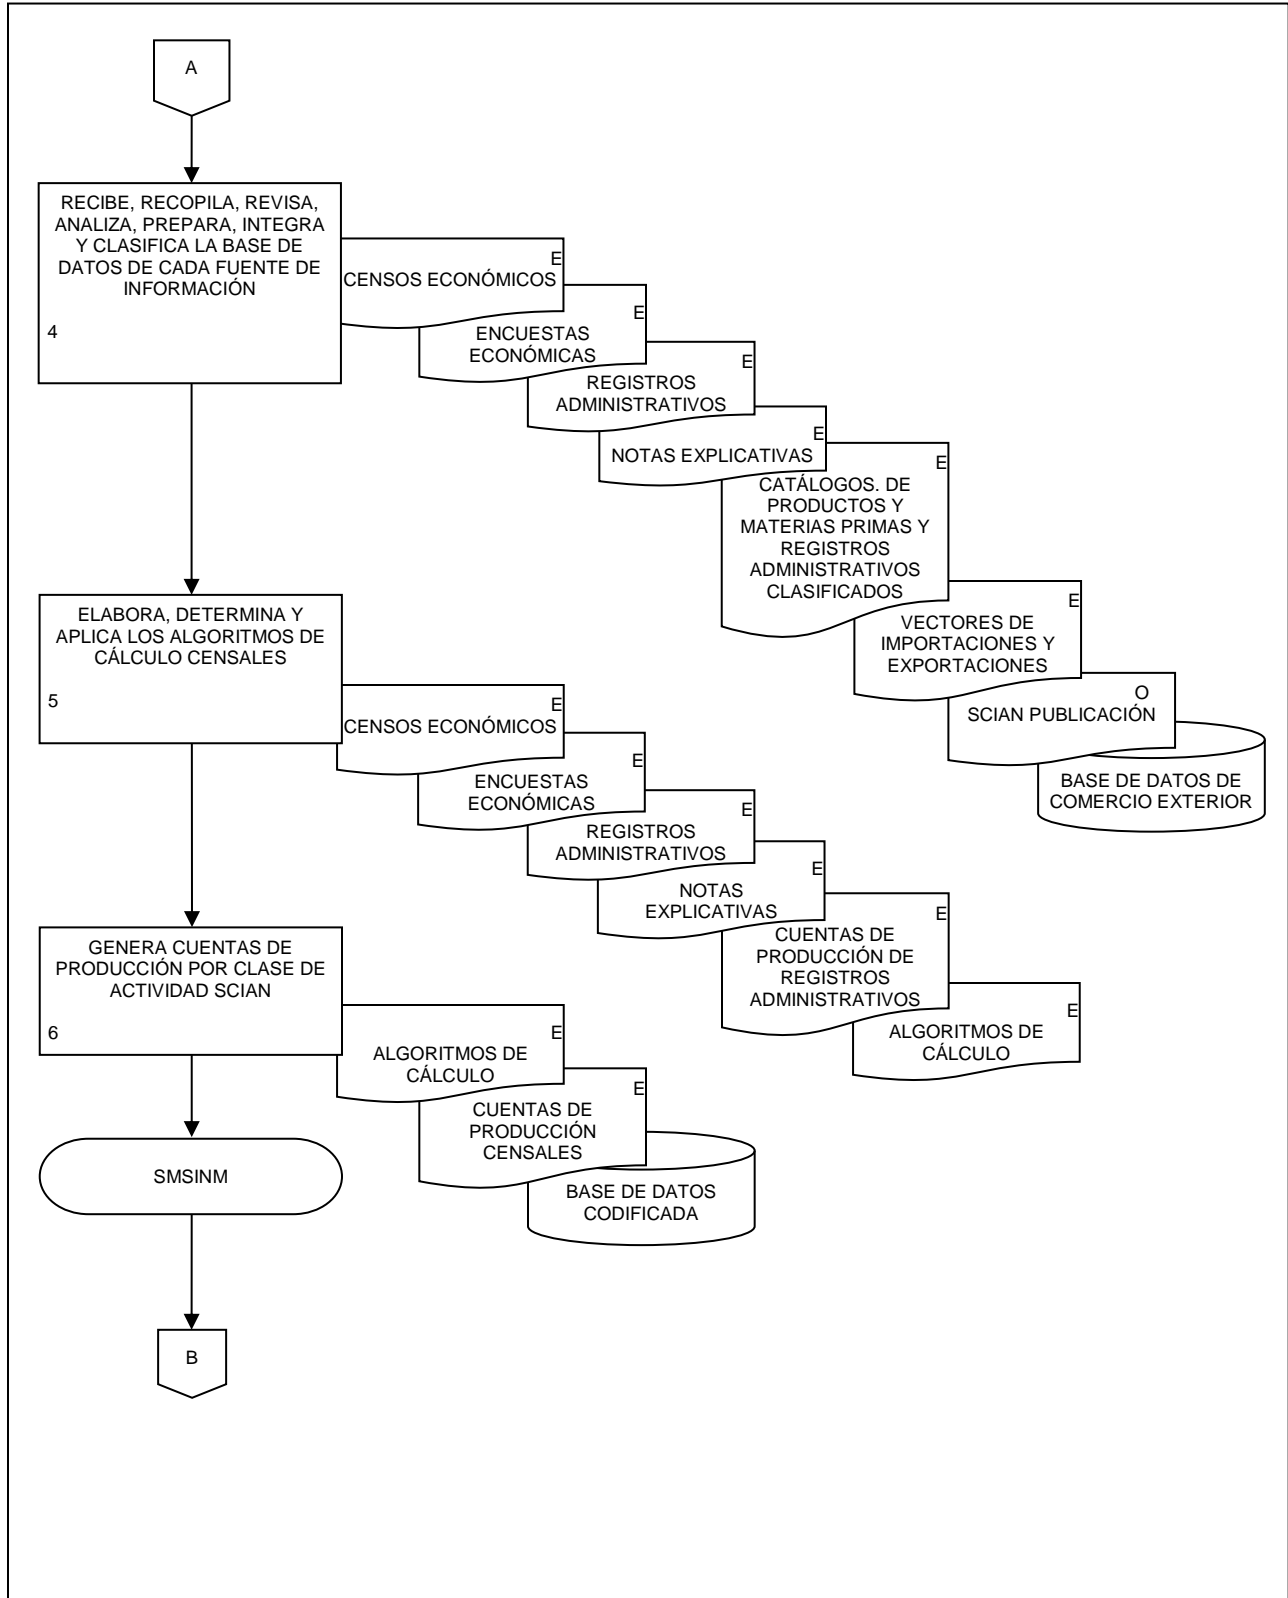 A
RECIBE, RECOPILA, REVISA,
ANALIZA, PREPARA, INTEGRA
Y CLASIFICA LA BASE DE
DATOS DE CADA FUENTE DE
INFORMACIÓN
4
E
CENSOS ECONÓMICOS
E
ENCUESTAS
ECONÓMICAS
E
REGISTROS
ADMINISTRATIVOS
E
NOTAS EXPLICATIVAS
E
CATÁLOGOS. DE
PRODUCTOS Y
MATERIAS PRIMAS Y
REGISTROS
ADMINISTRATIVOS
CLASIFICADOS
E
VECTORES DE
IMPORTACIONES Y
EXPORTACIONES
O
SCIAN PUBLICACIÓN
BASE DE DATOS DE
COMERCIO EXTERIOR
ELABORA, DETERMINA Y
APLICA LOS ALGORITMOS DE
CÁLCULO CENSALES
5
E
CENSOS ECONÓMICOS
E
ENCUESTAS
ECONÓMICAS
E
REGISTROS
ADMINISTRATIVOS
E
NOTAS
EXPLICATIVAS
E
CUENTAS DE
PRODUCCIÓN DE
REGISTROS
ADMINISTRATIVOS
E
ALGORITMOS DE
CÁLCULO
GENERA CUENTAS DE
PRODUCCIÓN POR CLASE DE
ACTIVIDAD SCIAN
6
E
ALGORITMOS DE
CÁLCULO
E
CUENTAS DE
PRODUCCIÓN
CENSALES
BASE DE DATOS
CODIFICADA
SMSINM
B